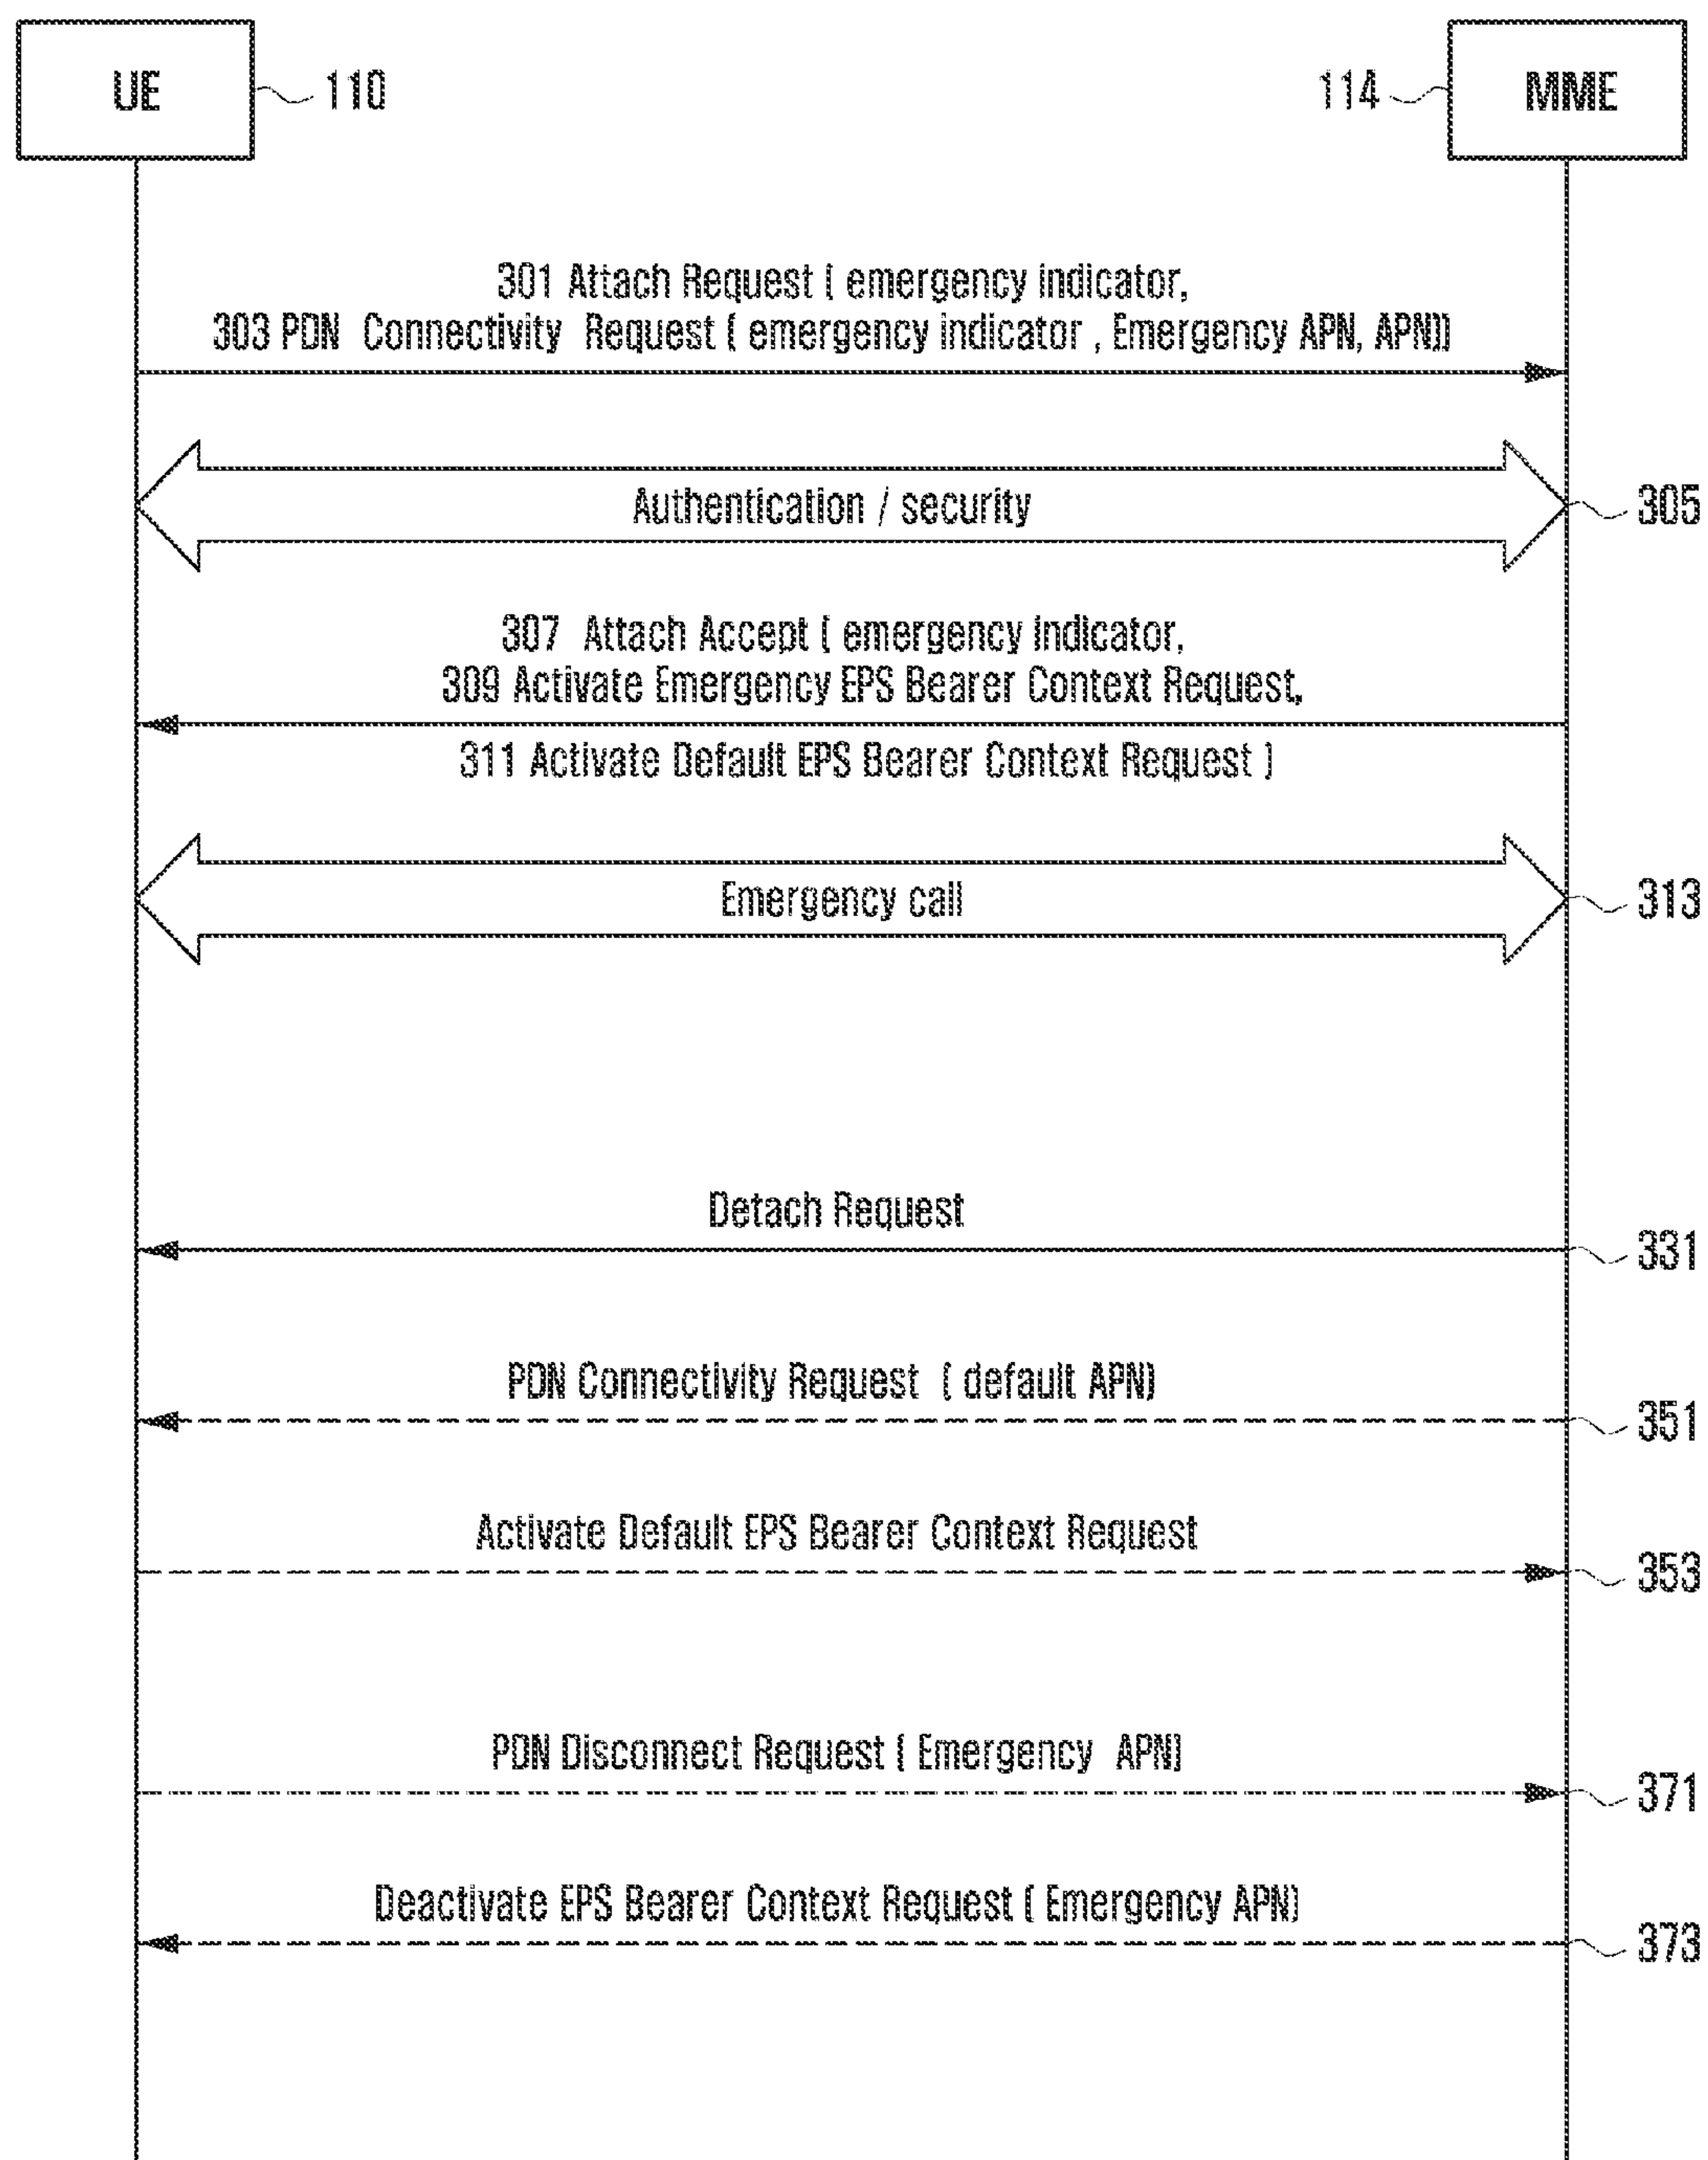 UE
110
114
MME
301 Attach Request [ emergency indicator,
303 PDN Connectivity Request ( emergency indicator , Emergency APN, APN)]
Authentication / security
305
307 Attach Accept [ emergency indicator,
309 Activate Emergency EPS Bearer Context Request,
311 Activate Default EPS Bearer Context Request ]
Emergency call
313
Detach Request
331
PDN Connectivity Request ( default APN)
351
Activate Default EPS Bearer Context Request
353
PDN Disconnect Request ( Emergency APN)
371
Deactivate EPS Bearer Context Request ( Emergency APN)
373